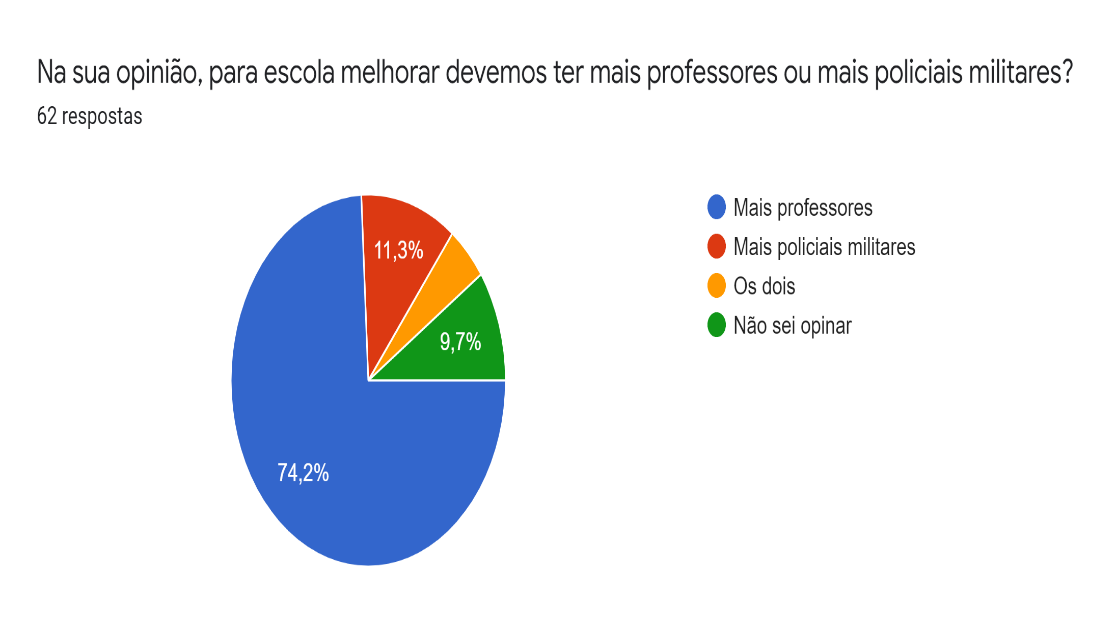 Na sua opinião, para escola melhorar devemos ter mais professores ou mais policiais militares?
62 respostas
Mais professores
Mais policiais militares
Os dois
Não sei opinar
11,3%
9,7%
74,2%